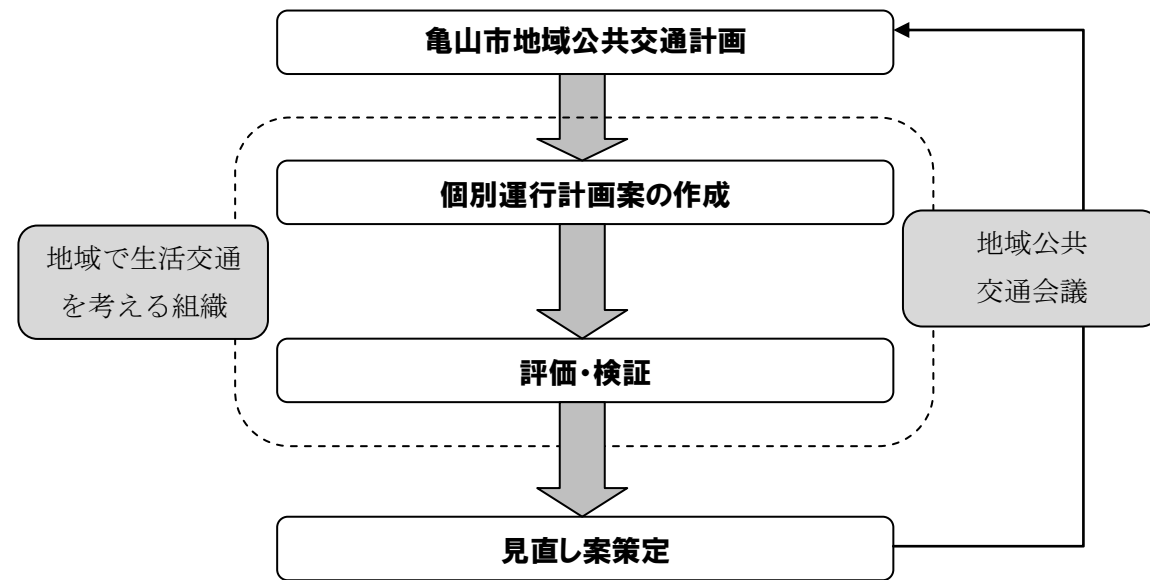 亀山市地域公共交通計画
個別運行計画案の作成
地域で生活交通
を考える組織
地域公共
交通会議
評価・検証
見直し案策定